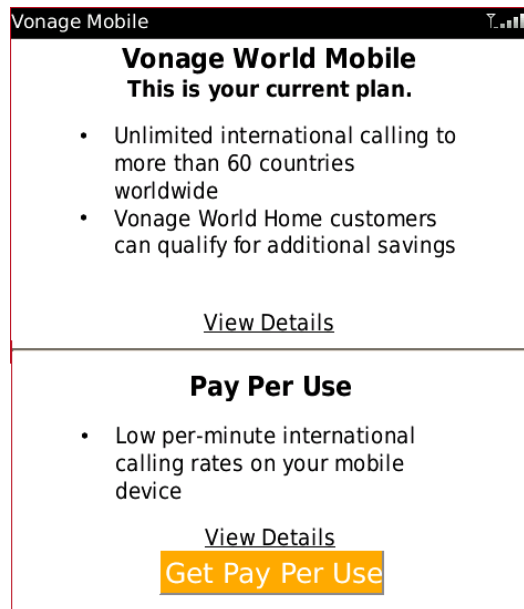 Vonage Mobile
Vonage World Mobile
This is your current plan.
• Unlimited international calling to
more than 60 countries
worldwide
• Vonage World Home customers
can qualify for additional savings
View Details
Pay Per Use
• Low per-minute international
calling rates on your mobile
device
View Details
Get Pay Per Use